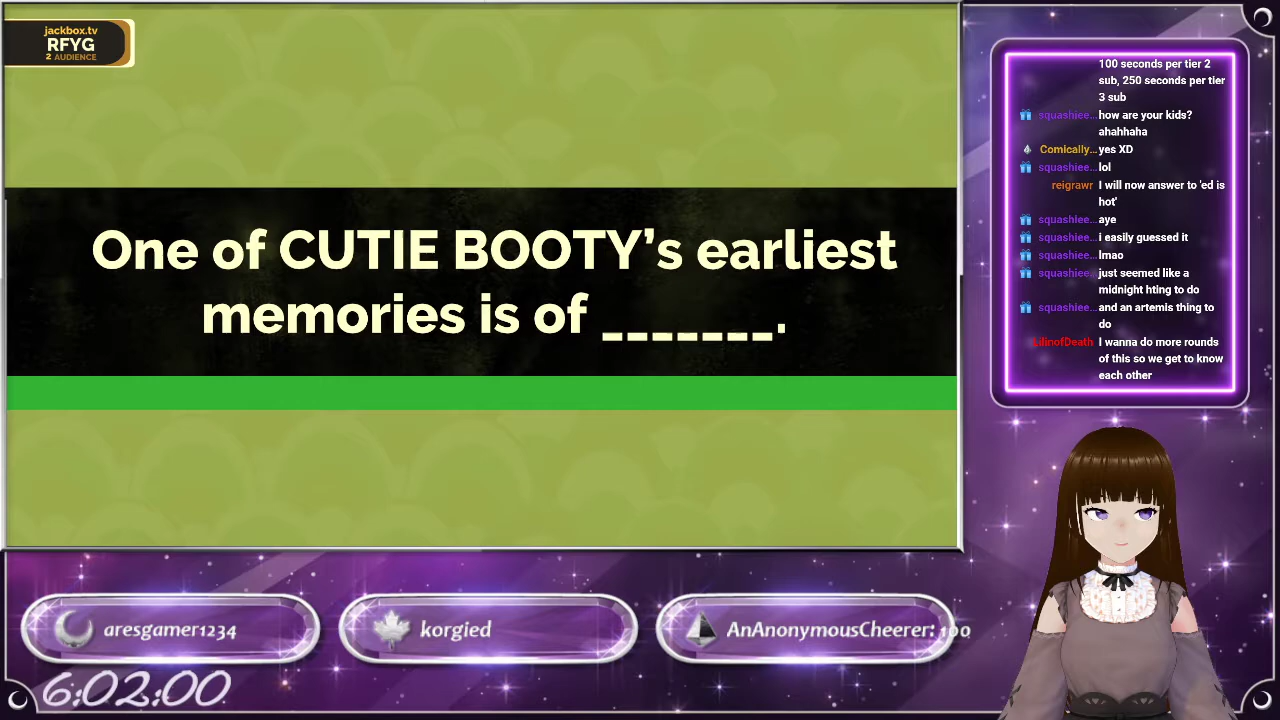 jackbox.tv
RFYG
2 AUDIENCE
One of CUTIE BOOTY’s earliest
memories is of _______.
100 seconds per tier 2
sub, 250 seconds per tier
3 sub
squashiee... how are your kids?
ahahhaha
Comically... yes XD
squashiee... lol
reigrawr I will now answer to 'ed is
hot'
squashiee... aye
squashiee... i easily guessed it
squashiee... lmao
squashiee... just seemed like a
midnight hting to do
squashiee... and an artemis thing to
do
LilinofDeath I wanna do more rounds
of this so we get to know
each other
aresgamer1234
korgied
AnAnonymousCheerer: 100
6:02:00